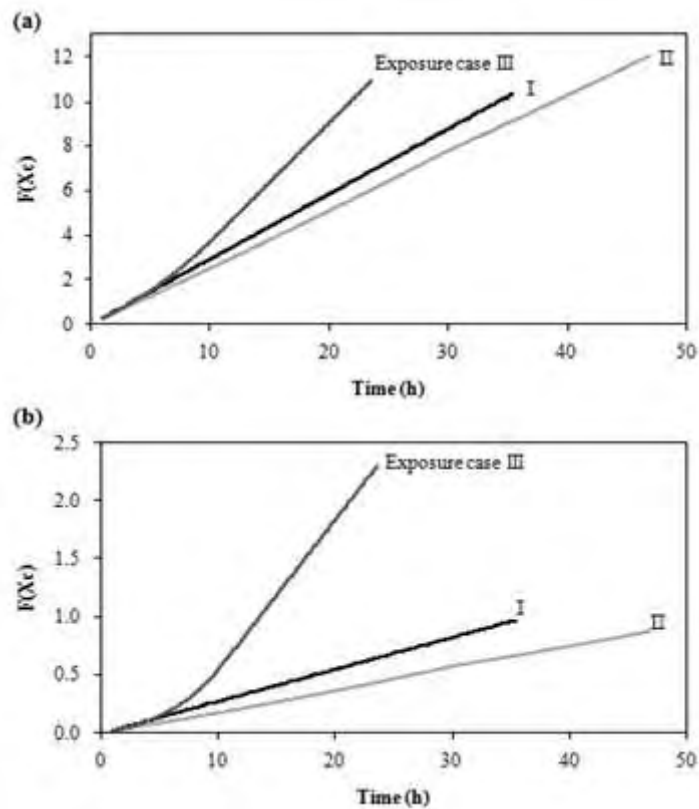 (a)
12
Exposure case III
II
I
10
8
F(Xc)
6
4
2
0
0 10 20 30 40 50
Time (h)
(b)
2.5
Exposure case III
2.0
1.5
F(Xc)
1.0
I
II
0.5
0.0
0 10 20 30 40 50
Time (h)